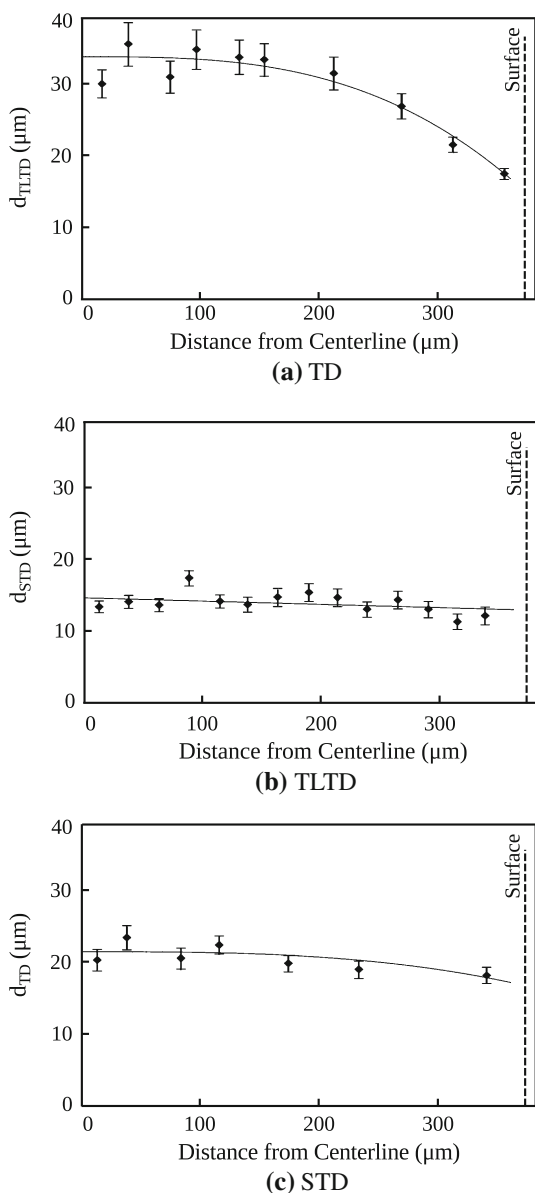 40
30
20
10
0
d_TLTD (μm)
Surface
0 100 200 300
Distance from Centerline (μm)
(a) TD
40
30
20
10
0
d_STD (μm)
Surface
0 100 200 300
Distance from Centerline (μm)
(b) TLTD
40
30
20
10
0
d_TD (μm)
Surface
0 100 200 300
Distance from Centerline (μm)
(c) STD